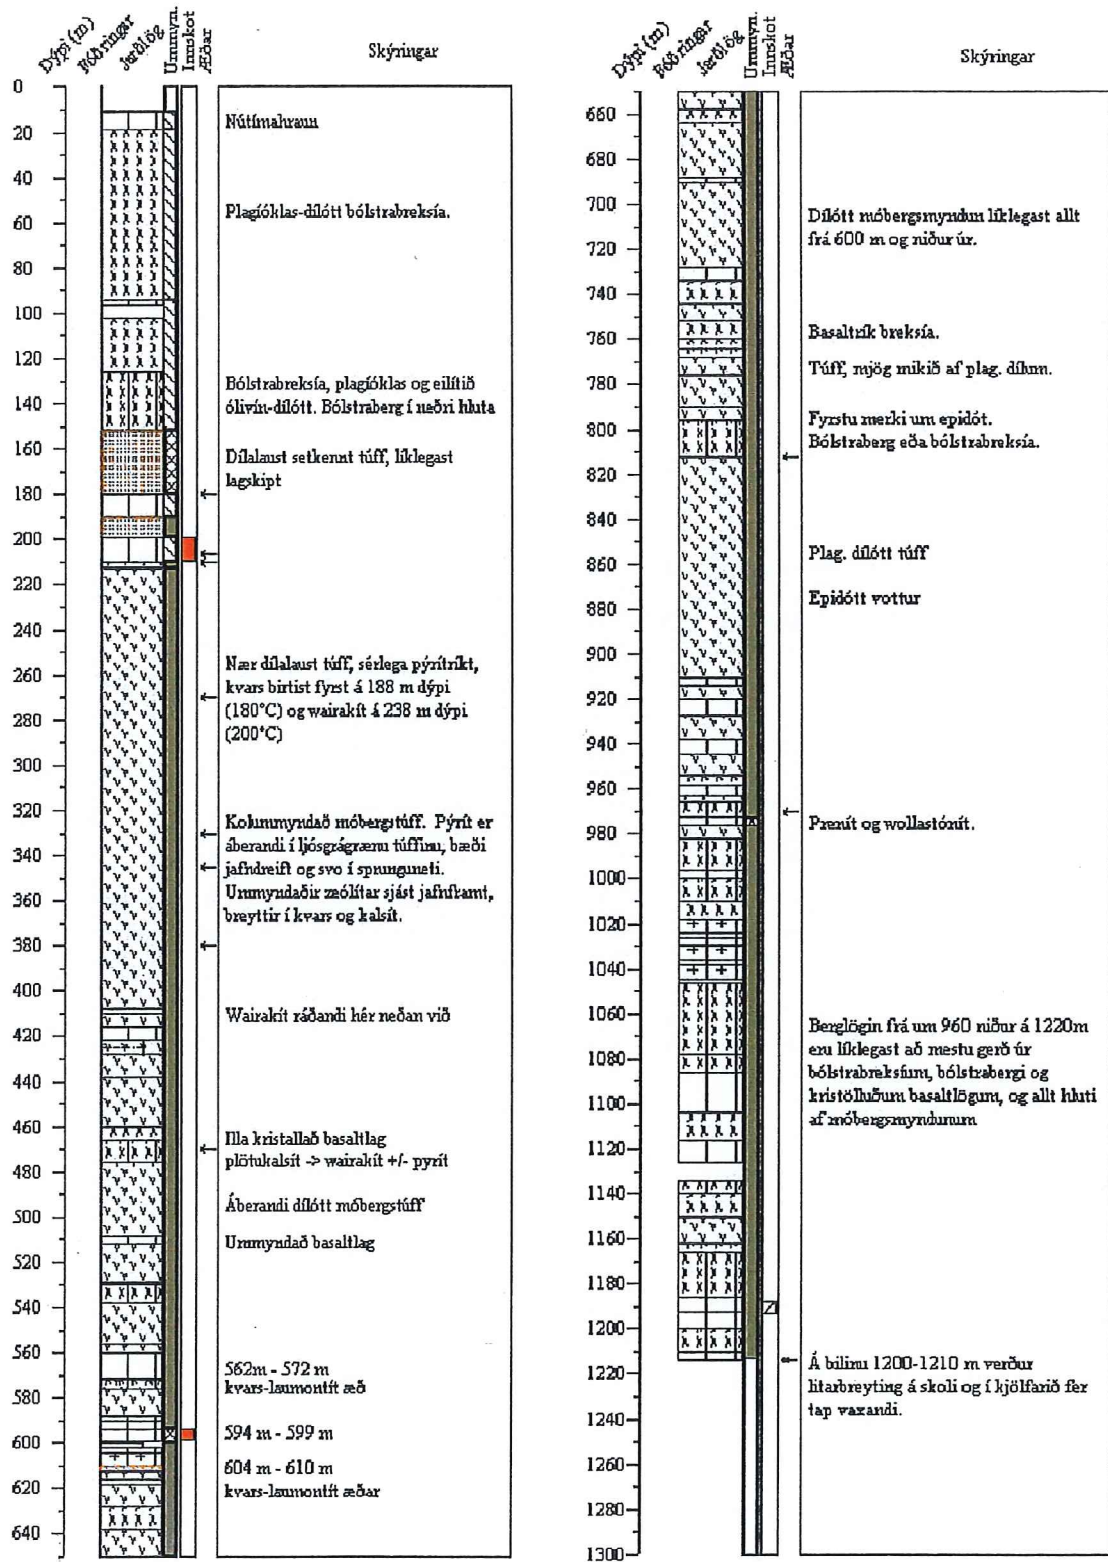 Dýpi (m)
Fóðringar
Jarðlög
Ummyn.
Innskot
Æðar
Skýringar
0
20
40
60
80
100
120
140
160
180
200
220
240
260
280
300
320
340
360
380
400
420
440
460
480
500
520
540
560
580
600
620
640
Nútímahraun
Plagíóklas-dílótt bólstrabreksía.
Bólstrabreksía, plagíóklas og eilítið
ólivín-dílótt. Bólstraberg í neðri hluta
Dílalaust setkennt túff, líklegast
lagskipt
Nær dílalaust túff, sérlega pýrítríkt,
kvars birtist fyrst á 188 m dýpi
(180°C) og wairakít á 238 m dýpi
(200°C)
Kolummyndað móbergstúff. Pýrít er
áberandi í ljósgrágrænu túffinu, bæði
jafndreift og svo í sprunguneti.
Ummyndaðir zeólítar sjást jafnframt,
breyttir í kvars og kalsít.
Wairakít ráðandi hér neðan við
Illa kristallað basaltlag
plötukalsít -> wairakít +/- pyrít
Áberandi dílótt móbergstúff
Ummyndað basaltlag
562m - 572 m
kvars-laumontít æð
594 m - 599 m
604 m - 610 m
kvars-laumontít æðar
Dýpi (m)
Fóðringar
Jarðlög
Ummyn.
Innskot
Æðar
Skýringar
660
680
700
720
740
760
780
800
820
840
860
880
900
920
940
960
980
1000
1020
1040
1060
1080
1100
1120
1140
1160
1180
1200
1220
1240
1260
1280
1300
Dílótt móbergsmyndun líklegast allt
frá 600 m og niður úr.
Basaltrík breksía.
Túff, mjög mikið af plag. dílum.
Fyrstu merki um epidót.
Bólstraberg eða bólstrabreksía.
Plag. dílótt túff
Epidótt vottur
Prenít og wollastónít.
Berglögin frá um 960 niður á 1220m
eru líklegast að mestu gerð úr
bólstrabreksíum, bólstrabergi og
kristölluðum basaltlögum, og allt hluti
af móbergsmyndunum
Á bilinu 1200-1210 m verður
litarbreyting á skoli og í kjölfarið fer
tap vaxandi.